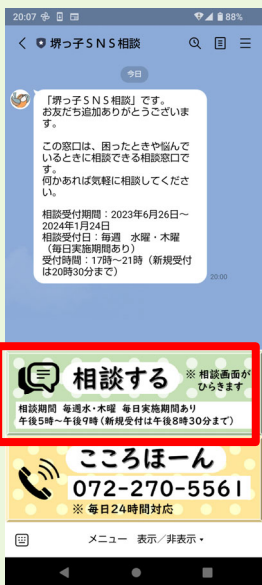 20:07
88%
堺っ子SNS相談
今日
「堺っ子SNS相談」です。
お友だち追加ありがとうございま
す。
この窓口は、困ったときや悩んで
いるときに相談できる相談窓口で
す。
何かあれば気軽に相談してくださ
い。
相談受付期間：2023年6月26日～
2024年1月24日
相談受付日：毎週　水曜・木曜
（毎日実施期間あり）
受付時間：17時～21時（新規受付
は20時30分まで）
20:00
相談する
※ 相談画面が
ひらきます
相談期間 毎週水・木曜 毎日実施期間あり
午後5時～午後9時(新規受付は午後8時30分まで)
こころほーん
072-270-5561
※ 毎日24時間対応
メニュー　表示／非表示